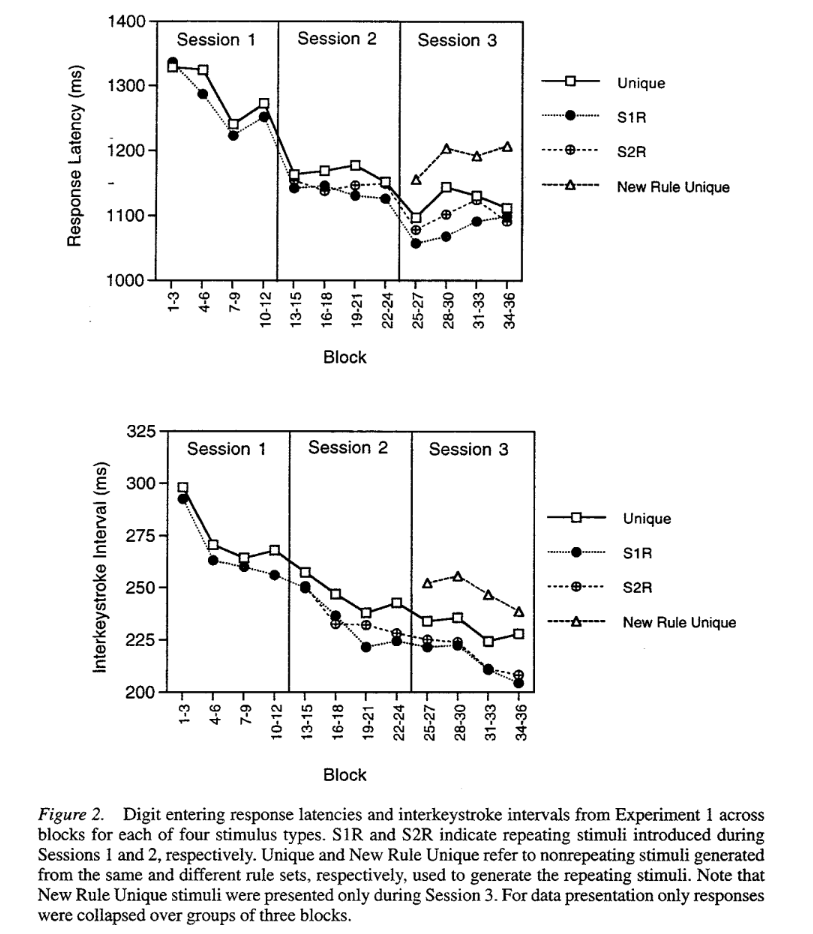 1400
Session 1
Session 2
Session 3
1300
1200
1100
1000
Response Latency (ms)
Unique
S1R
S2R
New Rule Unique
1-3
4-6
7-9
10-12
13-15
16-18
19-21
22-24
25-27
28-30
31-33
34-36
Block
325
Session 1
Session 2
Session 3
300
275
250
225
200
Interkeystroke Interval (ms)
Unique
S1R
S2R
New Rule Unique
1-3
4-6
7-9
10-12
13-15
16-18
19-21
22-24
25-27
28-30
31-33
34-36
Block
Figure 2. Digit entering response latencies and interkeystroke intervals from Experiment 1 across
blocks for each of four stimulus types. S1R and S2R indicate repeating stimuli introduced during
Sessions 1 and 2, respectively. Unique and New Rule Unique refer to nonrepeating stimuli generated
from the same and different rule sets, respectively, used to generate the repeating stimuli. Note that
New Rule Unique stimuli were presented only during Session 3. For data presentation only responses
were collapsed over groups of three blocks.